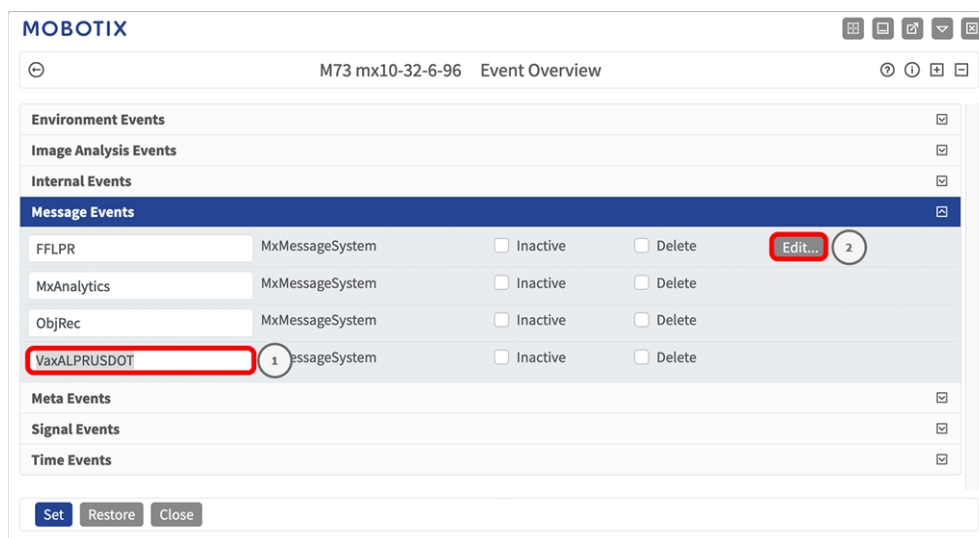 MOBOTIX
M73 mx10-32-6-96 Event Overview
Environment Events
Image Analysis Events
Internal Events
Message Events
FFLPR MxMessageSystem Inactive Delete Edit... 2
MxAnalytics MxMessageSystem Inactive Delete
ObjRec MxMessageSystem Inactive Delete
VaxALPRUSDOT 1 essageSystem Inactive Delete
Meta Events
Signal Events
Time Events
Set Restore Close